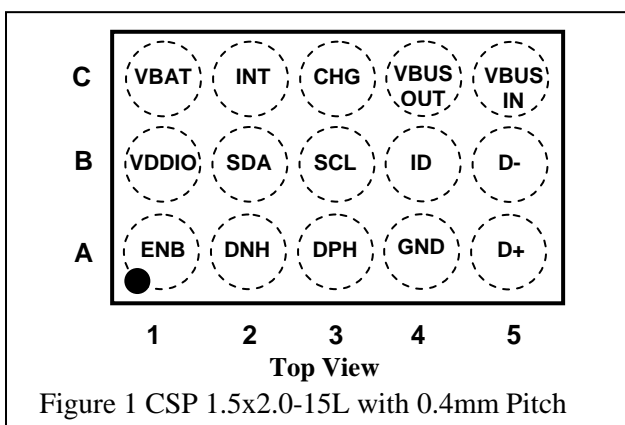 C VBAT INT CHG VBUS OUT VBUS IN
B VDDIO SDA SCL ID D-
A ENB DNH DPH GND D+
1 2 3 4 5
Top View
Figure 1 CSP 1.5x2.0-15L with 0.4mm Pitch